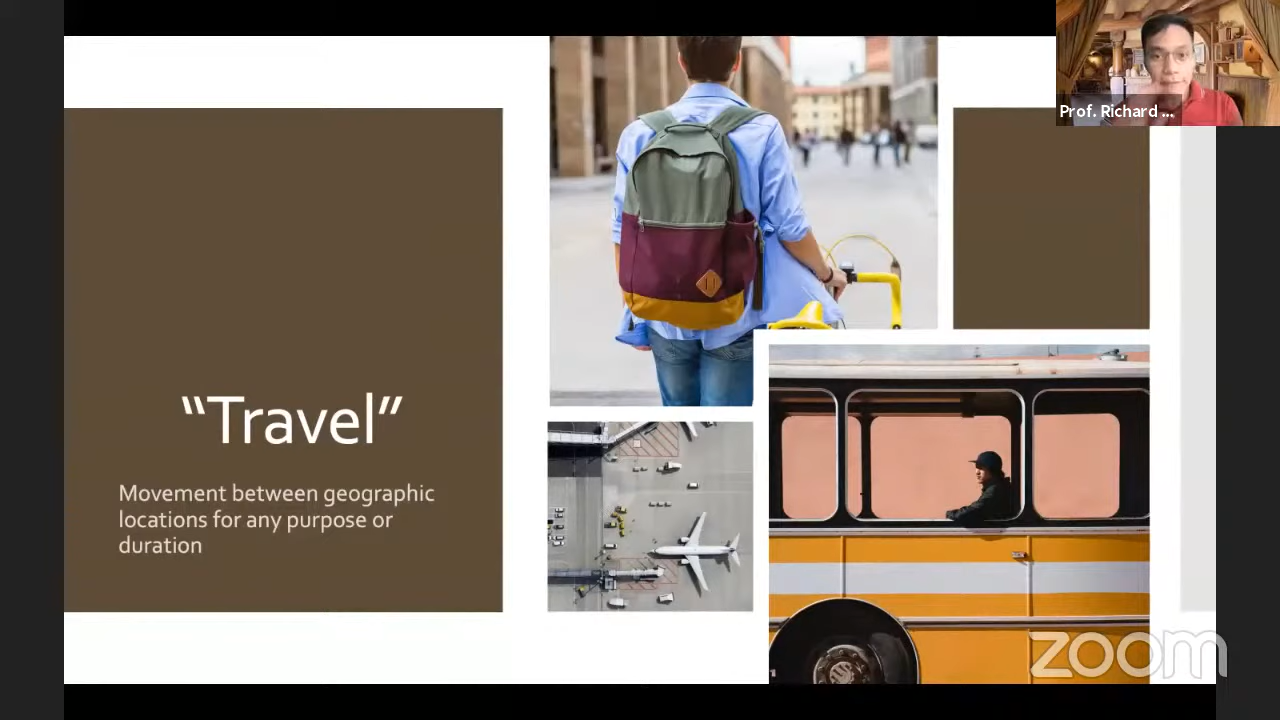 Prof. Richard ...
“Travel”
Movement between geographic
locations for any purpose or
duration
zoom